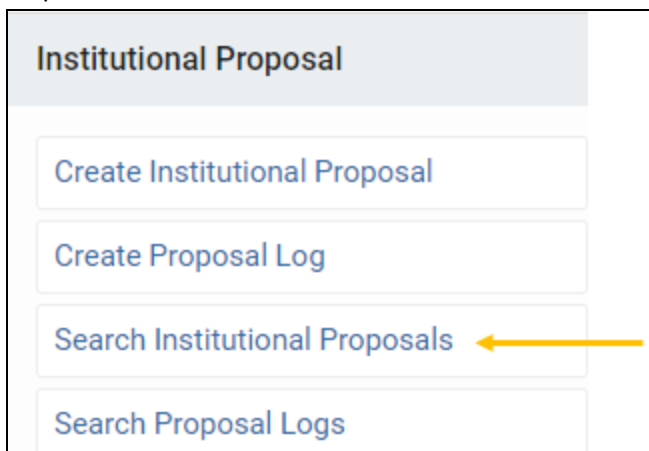 Institutional Proposal
Create Institutional Proposal
Create Proposal Log
Search Institutional Proposals
Search Proposal Logs